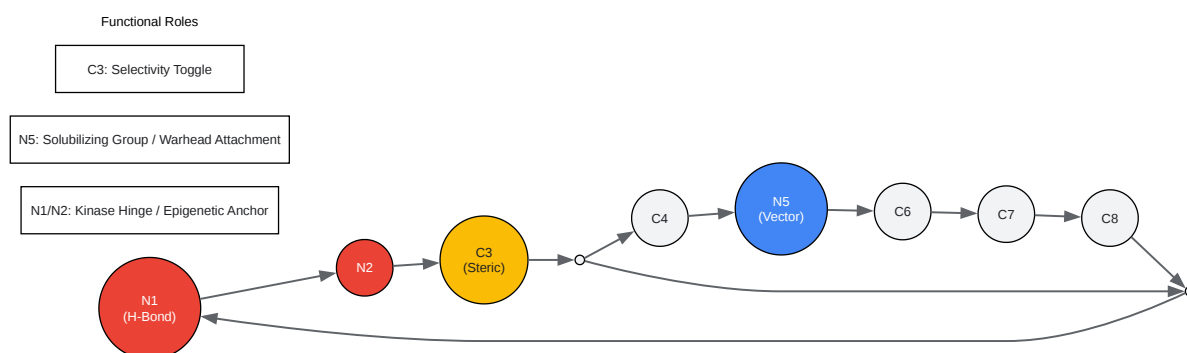 Functional Roles
C3: Selectivity Toggle
N5: Solubilizing Group / Warhead Attachment
N1/N2: Kinase Hinge / Epigenetic Anchor
N1
(H-Bond)
N2
C3
(Steric)
C4
N5
(Vector)
C6
C7
C8